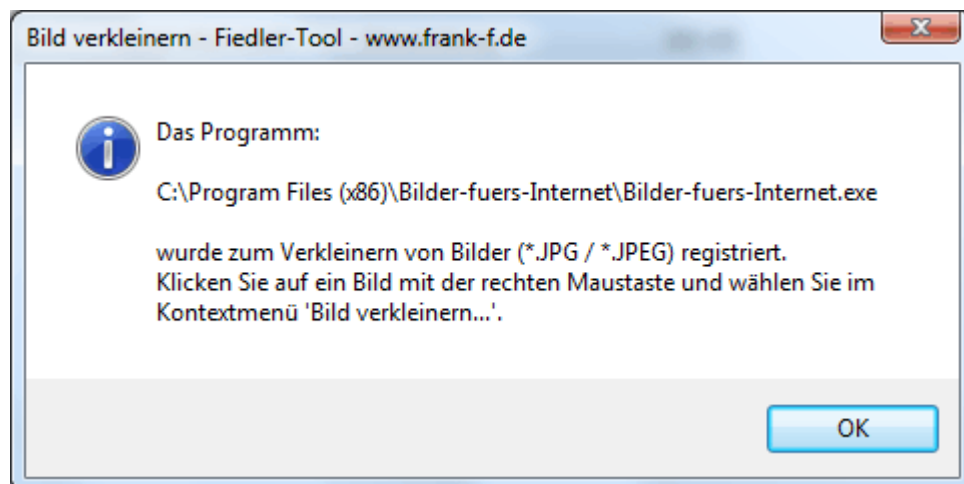 Bild verkleinern - Fiedler-Tool - www.frank-f.de
Das Programm:
C:\Program Files (x86)\Bilder-fuers-Internet\Bilder-fuers-Internet.exe
wurde zum Verkleinern von Bilder (*.JPG / *.JPEG) registriert.
Klicken Sie auf ein Bild mit der rechten Maustaste und wählen Sie im
Kontextmenü 'Bild verkleinern...'.
OK